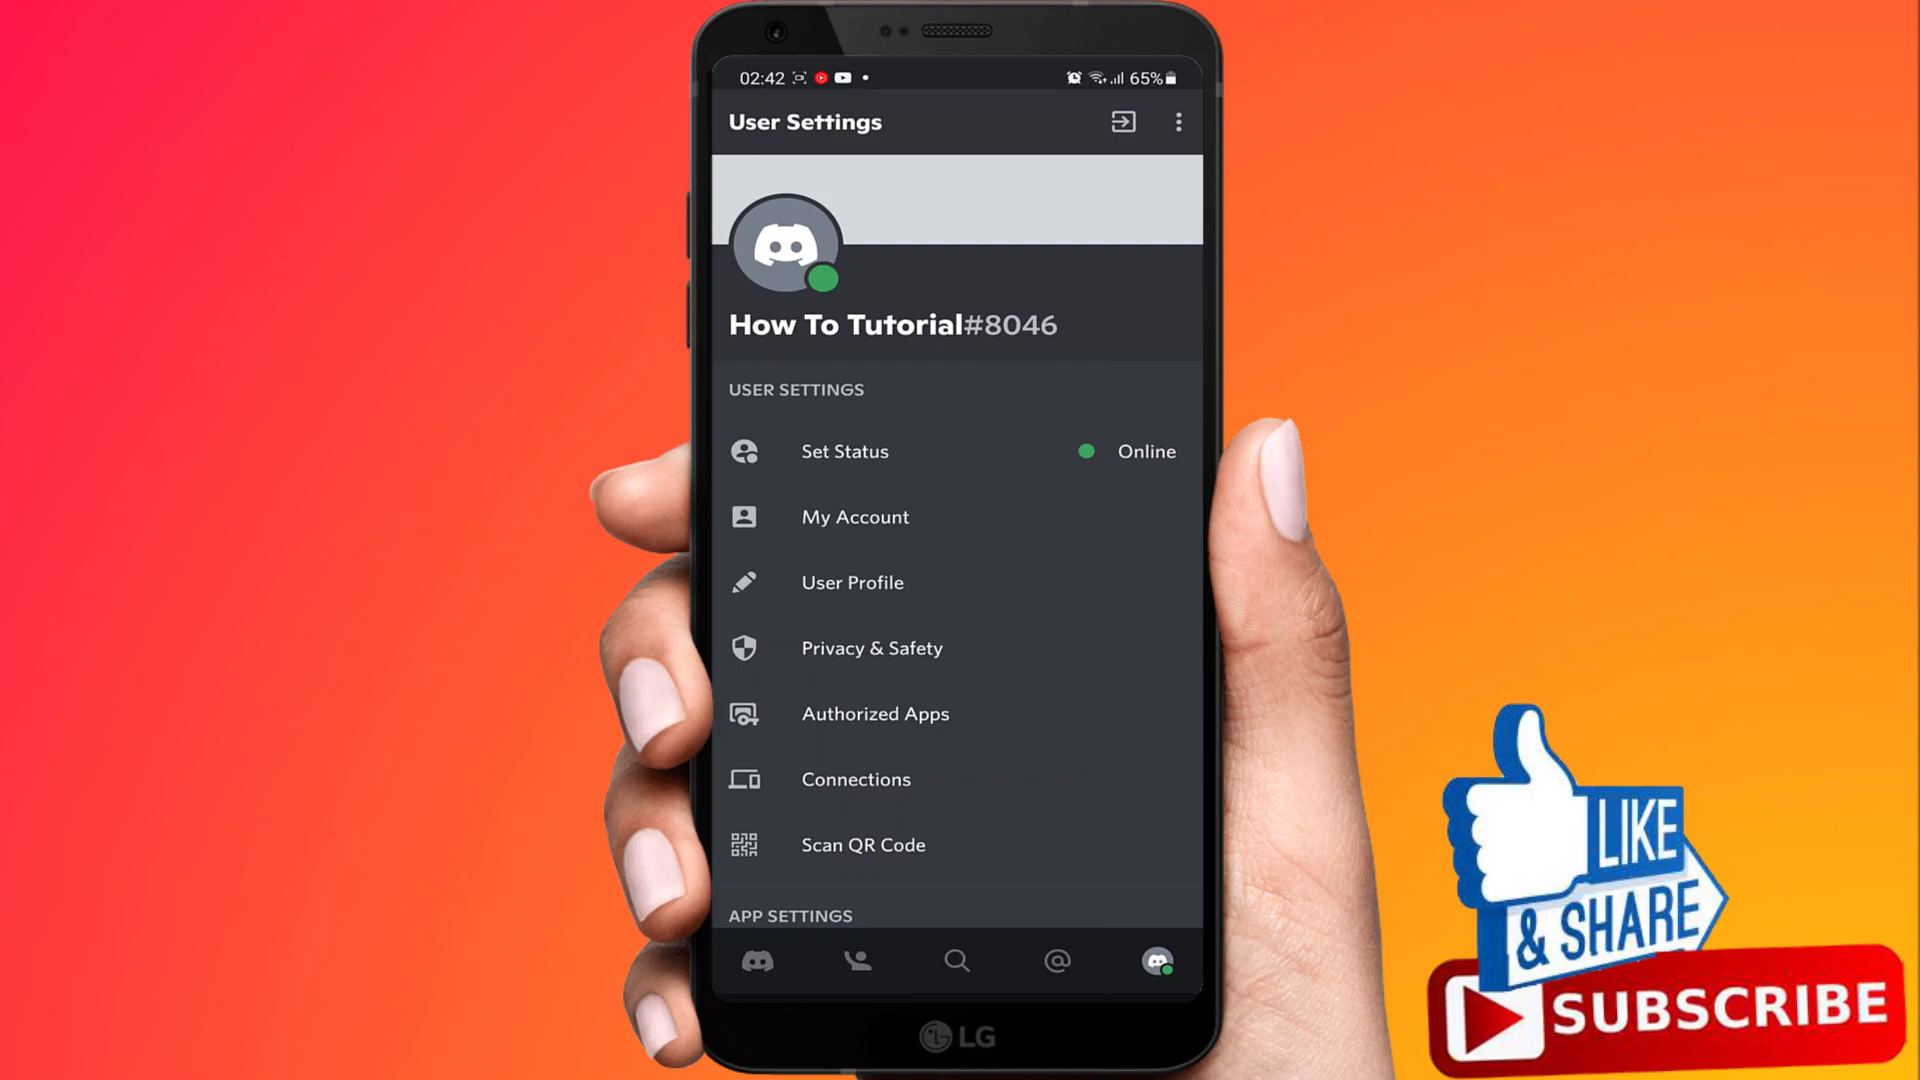 02:42
65%
User Settings
How To Tutorial#8046
USER SETTINGS
Set Status
Online
My Account
User Profile
Privacy & Safety
Authorized Apps
Connections
Scan QR Code
APP SETTINGS
LG
LIKE
& SHARE
SUBSCRIBE